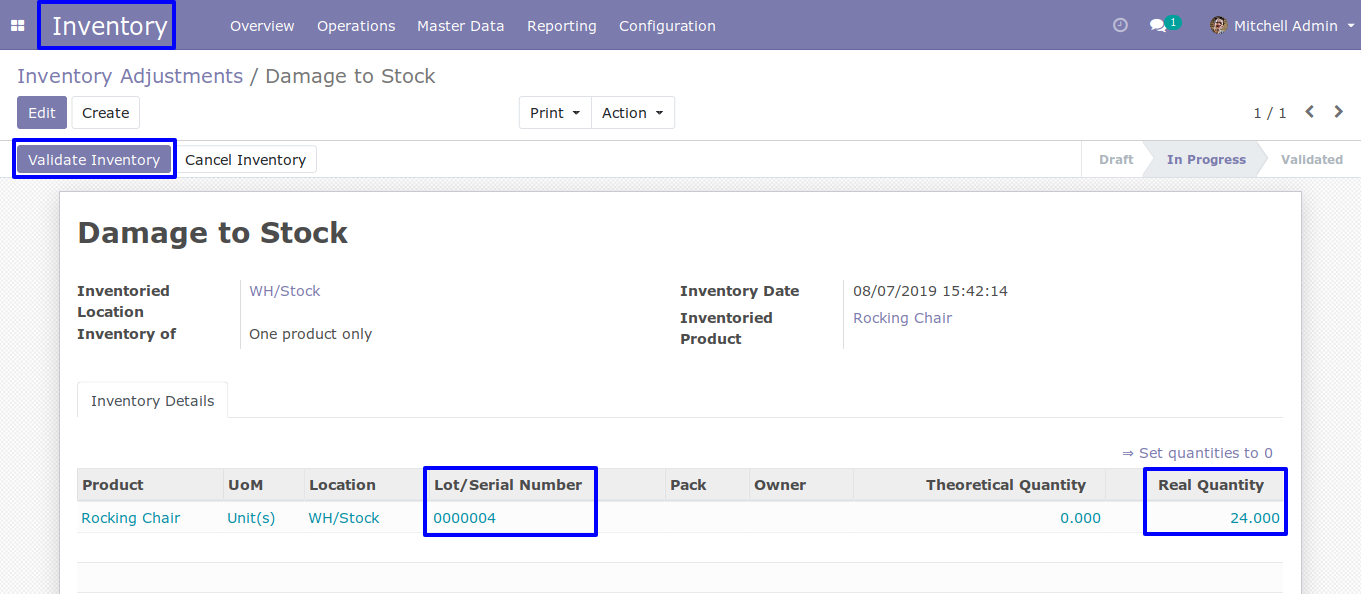 Inventory Overview Operations Master Data Reporting Configuration 1 Mitchell Admin
Inventory Adjustments / Damage to Stock
Edit Create Print Action 1 / 1
Validate Inventory Cancel Inventory Draft In Progress Validated
Damage to Stock
Inventoried Location WH/Stock Inventory Date 08/07/2019 15:42:14
Inventory of One product only Inventoried Product Rocking Chair
Inventory Details
⇒ Set quantities to 0
Product UoM Location Lot/Serial Number Pack Owner Theoretical Quantity Real Quantity
Rocking Chair Unit(s) WH/Stock 0000004 0.000 24.000